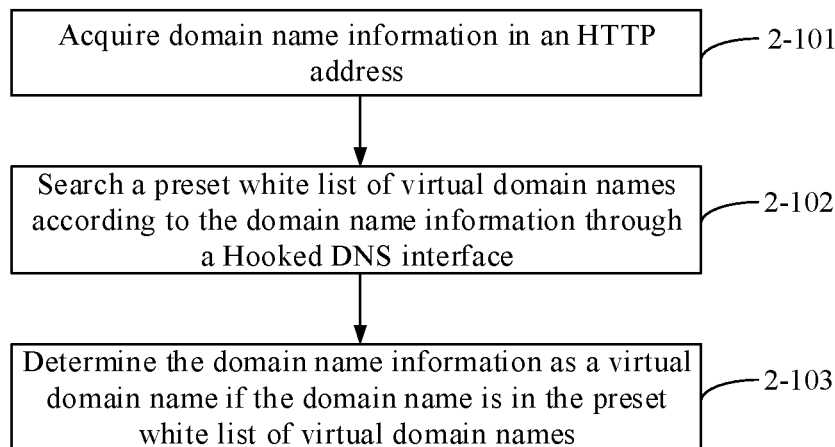 Acquire domain name information in an HTTP
address
2-101
Search a preset white list of virtual domain names
according to the domain name information through
a Hooked DNS interface
2-102
Determine the domain name information as a virtual
domain name if the domain name is in the preset
white list of virtual domain names
2-103